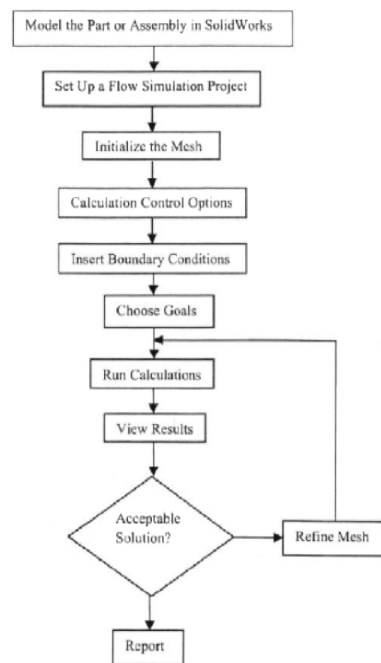 Model the Part or Assembly in SolidWorks
Set Up a Flow Simulation Project
Initialize the Mesh
Calculation Control Options
Insert Boundary Conditions
Choose Goals
Run Calculations
View Results
Acceptable
Solution?
Refine Mesh
Report